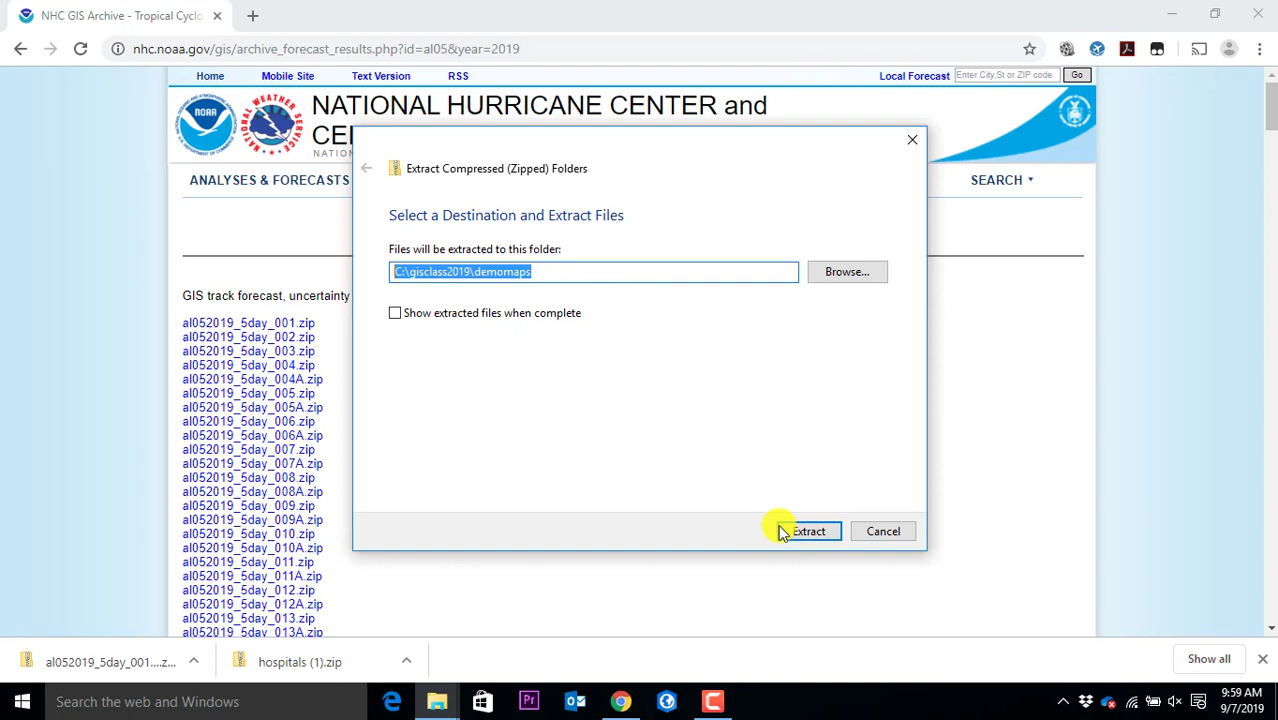 NHC GIS Archive - Tropical Cyclo
nhc.noaa.gov/gis/archive_forecast_results.php?id=al05&year=2019
Home Mobile Site Text Version RSS Local Forecast Enter City,St or ZIP code Go
NATIONAL HURRICANE CENTER and
ANALYSES & FORECASTS SEARCH
Extract Compressed (Zipped) Folders
Select a Destination and Extract Files
Files will be extracted to this folder:
C:\gisclass2019\demomaps Browse...
Show extracted files when complete
Extract Cancel
GIS track forecast, uncertainty
al052019_5day_001.zip
al052019_5day_002.zip
al052019_5day_003.zip
al052019_5day_004.zip
al052019_5day_004A.zip
al052019_5day_005.zip
al052019_5day_005A.zip
al052019_5day_006.zip
al052019_5day_006A.zip
al052019_5day_007.zip
al052019_5day_007A.zip
al052019_5day_008.zip
al052019_5day_008A.zip
al052019_5day_009.zip
al052019_5day_009A.zip
al052019_5day_010.zip
al052019_5day_010A.zip
al052019_5day_011.zip
al052019_5day_011A.zip
al052019_5day_012.zip
al052019_5day_012A.zip
al052019_5day_013.zip
al052019_5day_013A.zip
al052019_5day_001....z... hospitals (1).zip Show all
Search the web and Windows
9:59 AM
9/7/2019